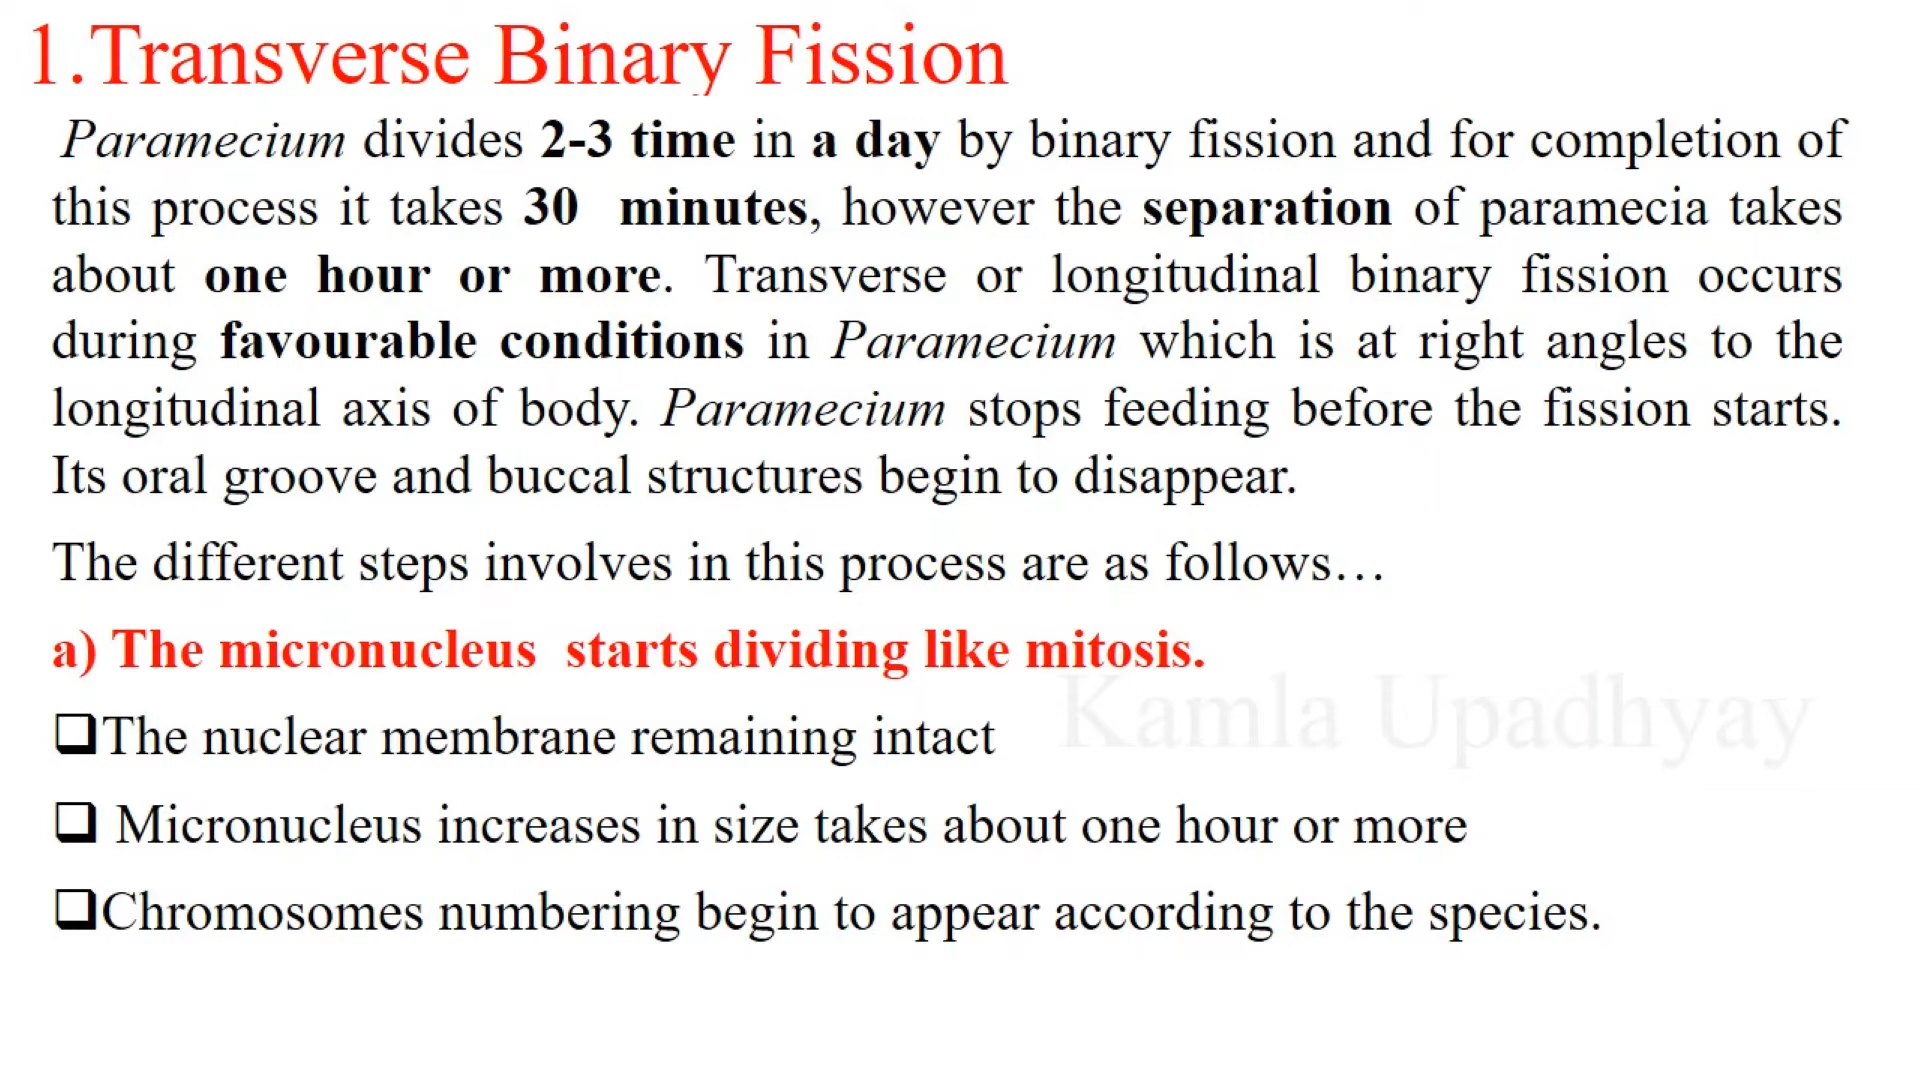 1.Transverse Binary Fission
Paramecium divides 2-3 time in a day by binary fission and for completion of
this process it takes 30 minutes, however the separation of paramecia takes
about one hour or more. Transverse or longitudinal binary fission occurs
during favourable conditions in Paramecium which is at right angles to the
longitudinal axis of body. Paramecium stops feeding before the fission starts.
Its oral groove and buccal structures begin to disappear.
The different steps involves in this process are as follows…
a) The micronucleus starts dividing like mitosis.
Kamla Upadhyay
❑The nuclear membrane remaining intact
❑ Micronucleus increases in size takes about one hour or more
❑Chromosomes numbering begin to appear according to the species.